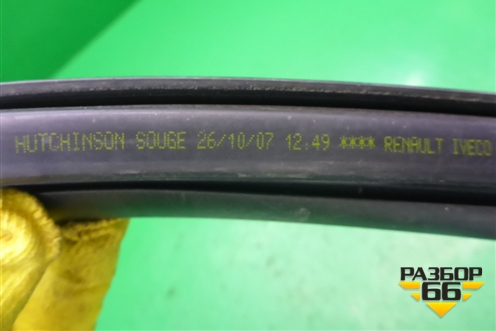 HUTCHINSON SOUGE 26/10/07 12:49 **** RENAULT IVECO
РАЗБОР
66